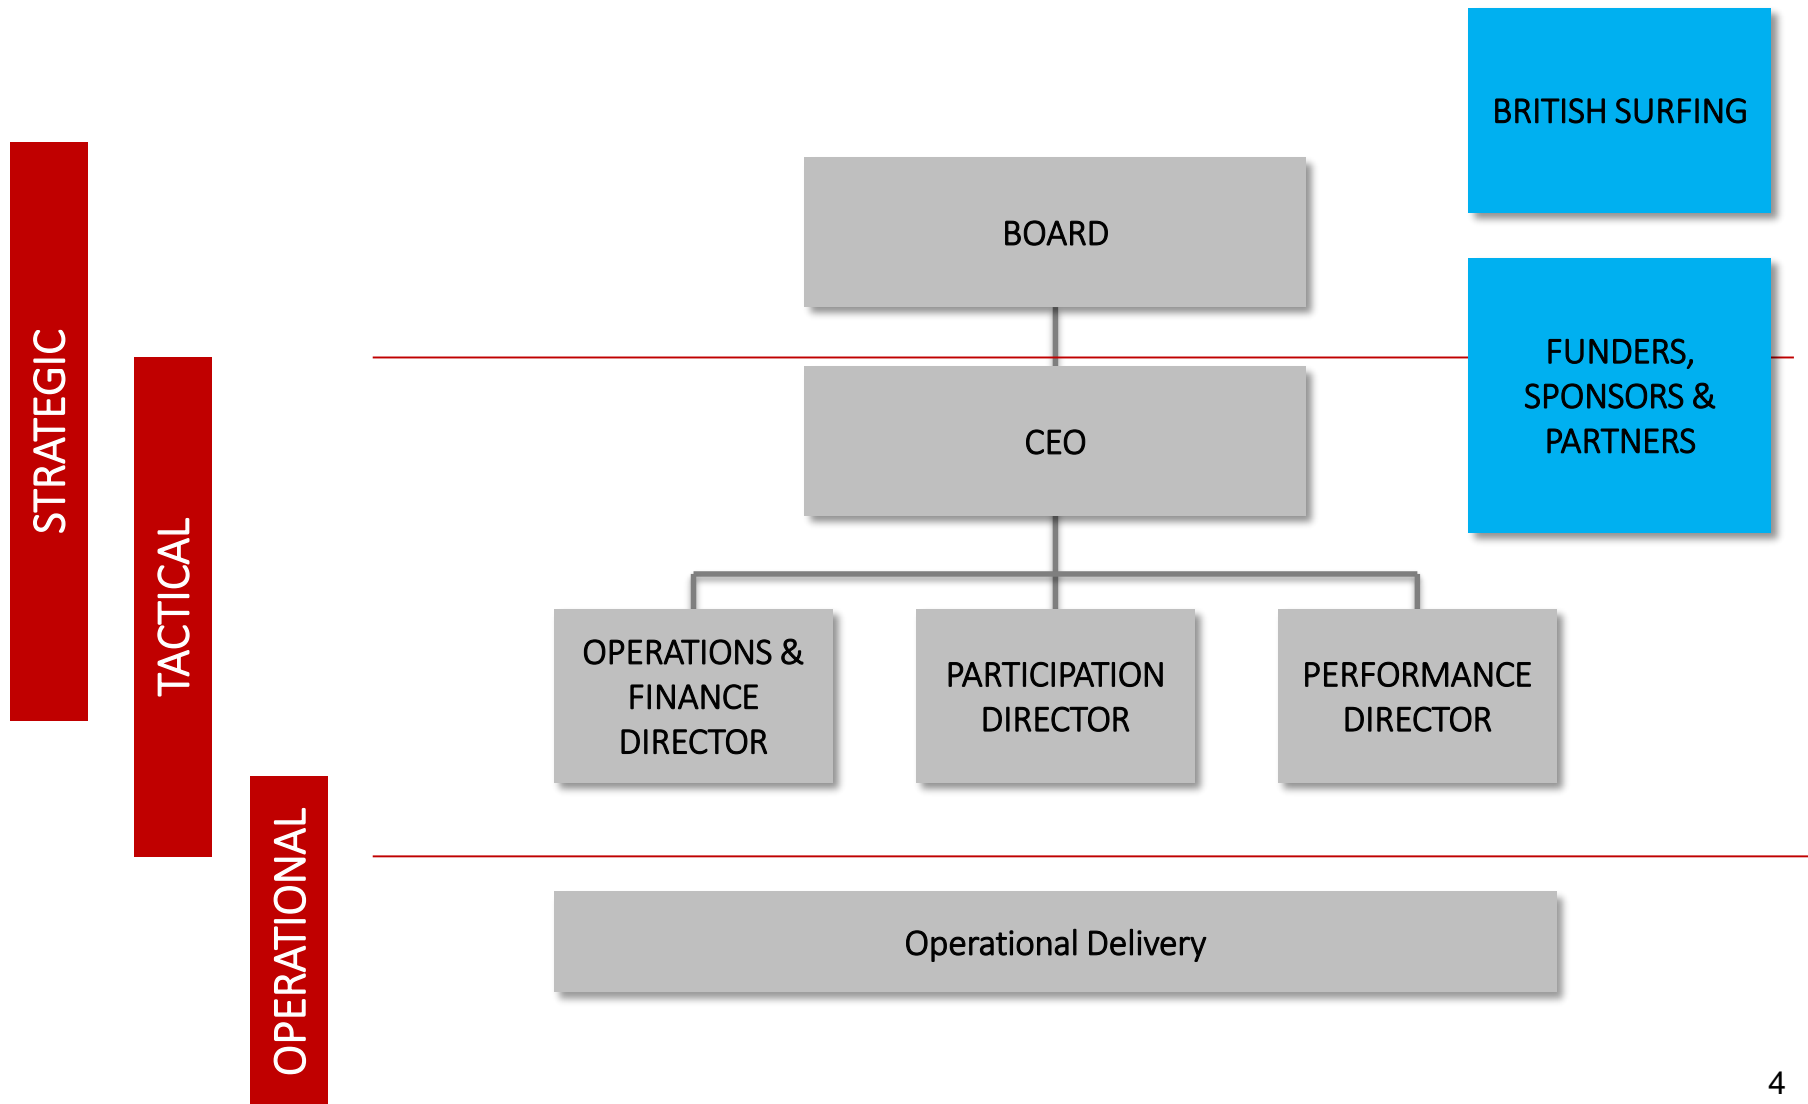 BRITISH SURFING
BOARD
FUNDERS,
SPONSORS &
PARTNERS
STRATEGIC
CEO
TACTICAL
OPERATIONS &
FINANCE
DIRECTOR
PARTICIPATION
DIRECTOR
PERFORMANCE
DIRECTOR
OPERATIONAL
Operational Delivery
4